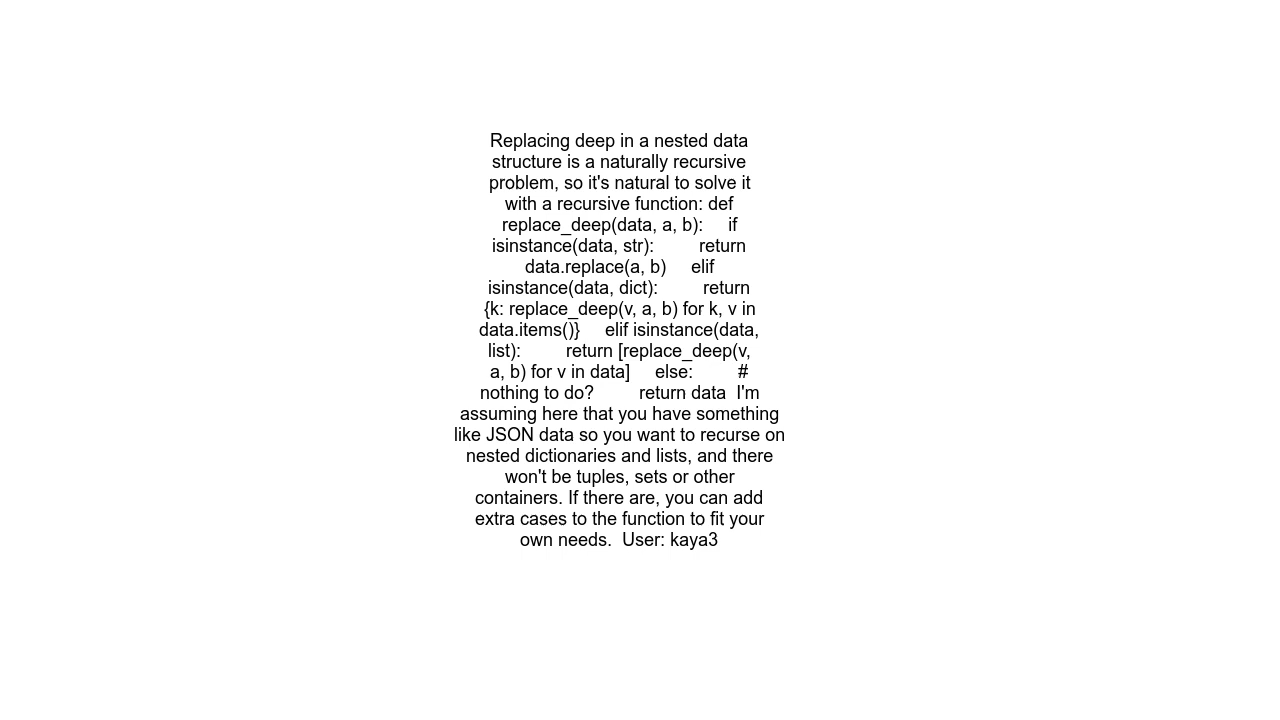 Replacing deep in a nested data
structure is a naturally recursive
problem, so it's natural to solve it
with a recursive function: def
replace_deep(data, a, b):     if
isinstance(data, str):         return
data.replace(a, b)     elif
isinstance(data, dict):         return
{k: replace_deep(v, a, b) for k, v in
data.items()}     elif isinstance(data,
list):         return [replace_deep(v,
a, b) for v in data]     else:         #
nothing to do?         return data  I'm
assuming here that you have something
like JSON data so you want to recurse on
nested dictionaries and lists, and there
won't be tuples, sets or other
containers. If there are, you can add
extra cases to the function to fit your
own needs.  User: kaya3